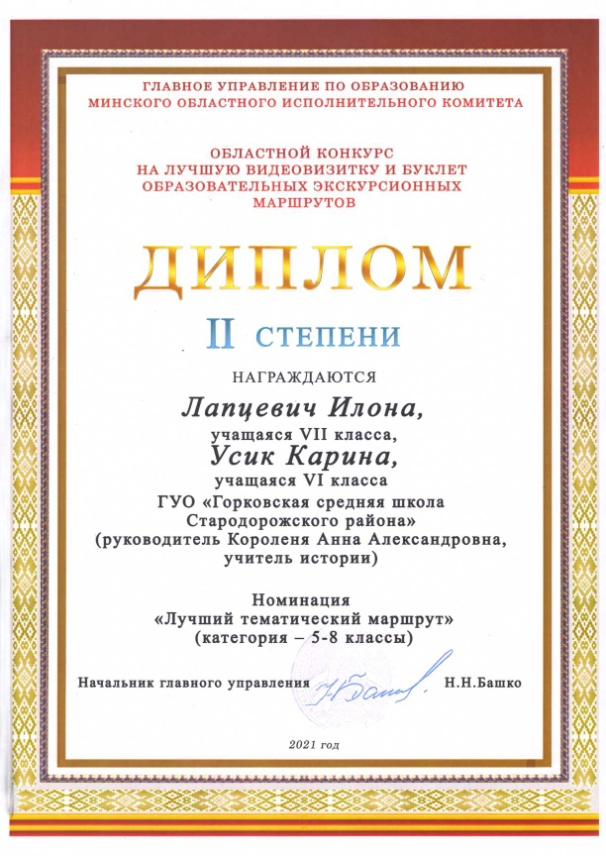 ГЛАВНОЕ УПРАВЛЕНИЕ ПО ОБРАЗОВАНИЮ
МИНСКОГО ОБЛАСТНОГО ИСПОЛНИТЕЛЬНОГО КОМИТЕТА
ОБЛАСТНОЙ КОНКУРС
НА ЛУЧШУЮ ВИДЕОВИЗИТКУ И БУКЛЕТ
ОБРАЗОВАТЕЛЬНЫХ ЭКСКУРСИОННЫХ
МАРШРУТОВ
ДИПЛОМ
II СТЕПЕНИ
НАГРАЖДАЮТСЯ
Лапцевич Илона,
учащаяся VII класса,
Усик Карина,
учащаяся VI класса
ГУО «Горковская средняя школа
Стародорожского района»
(руководитель Короленя Анна Александровна,
учитель истории)
Номинация
«Лучший тематический маршрут»
(категория – 5-8 классы)
Начальник главного управления Н.Н.Башко
2021 год